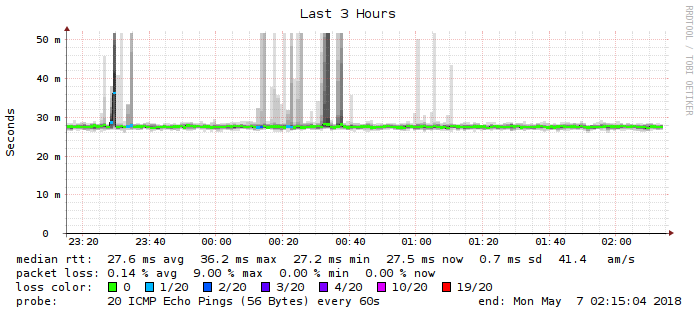 Last 3 Hours
RRDTOOL / TOBI OETIKER
Seconds
50 m
40 m
30 m
20 m
10 m
0
23:20 23:40 00:00 00:20 00:40 01:00 01:20 01:40 02:00
median rtt: 27.6 ms avg 36.2 ms max 27.2 ms min 27.5 ms now 0.7 ms sd 41.4 am/s
packet loss: 0.14 % avg 9.00 % max 0.00 % min 0.00 % now
loss color: 0 1/20 2/20 3/20 4/20 10/20 19/20
probe: 20 ICMP Echo Pings (56 Bytes) every 60s end: Mon May 7 02:15:04 2018